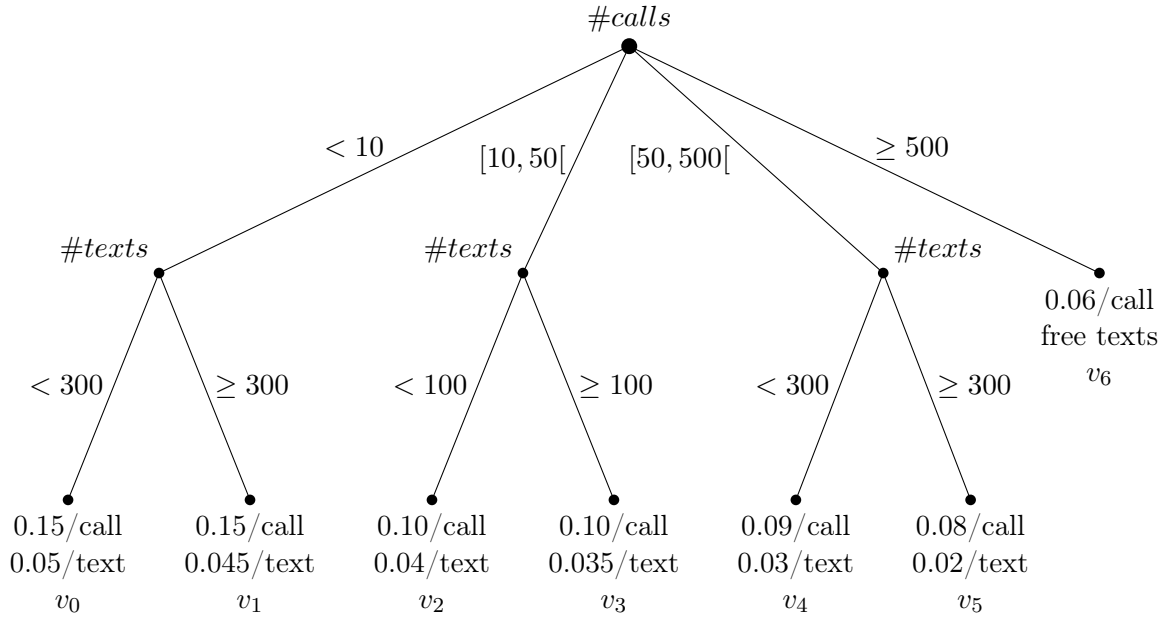 #calls
< 10
[10, 50[
[50, 500[
≥ 500
#texts
#texts
#texts
0.06/call
free texts
v6
< 300
≥ 300
< 100
≥ 100
< 300
≥ 300
0.15/call
0.05/text
v0
0.15/call
0.045/text
v1
0.10/call
0.04/text
v2
0.10/call
0.035/text
v3
0.09/call
0.03/text
v4
0.08/call
0.02/text
v5